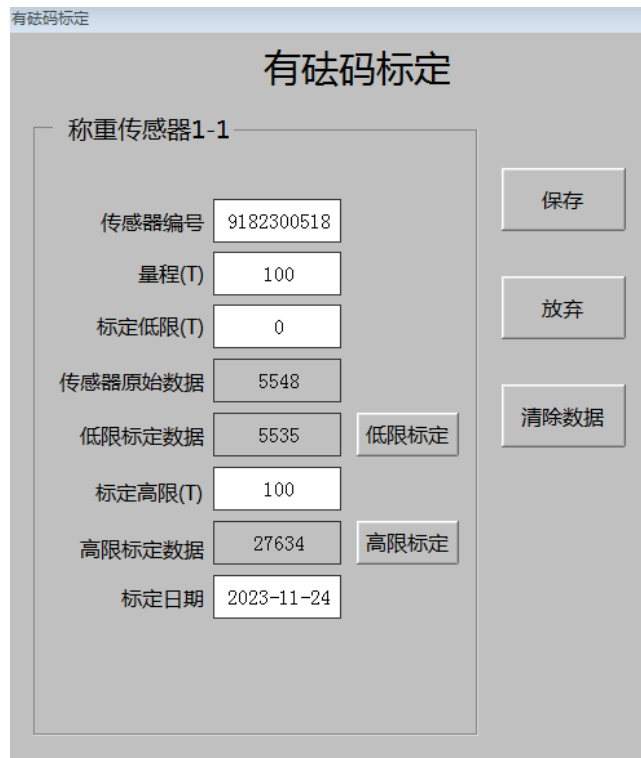 有砝码标定
有砝码标定
称重传感器1-1
传感器编号 9182300518
量程(T) 100
标定低限(T) 0
传感器原始数据 5548
低限标定数据 5535 低限标定
标定高限(T) 100
高限标定数据 27634 高限标定
标定日期 2023-11-24
保存
放弃
清除数据